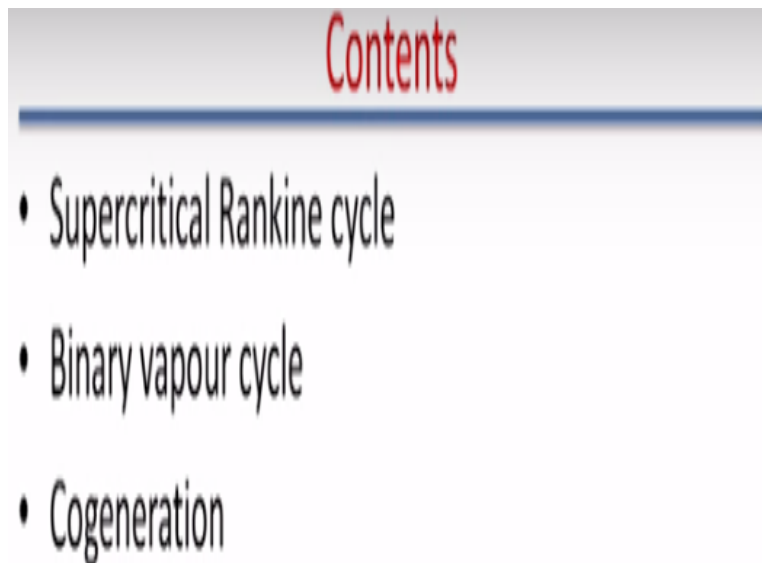 Contents
• Supercritical Rankine cycle
• Binary vapour cycle
• Cogeneration